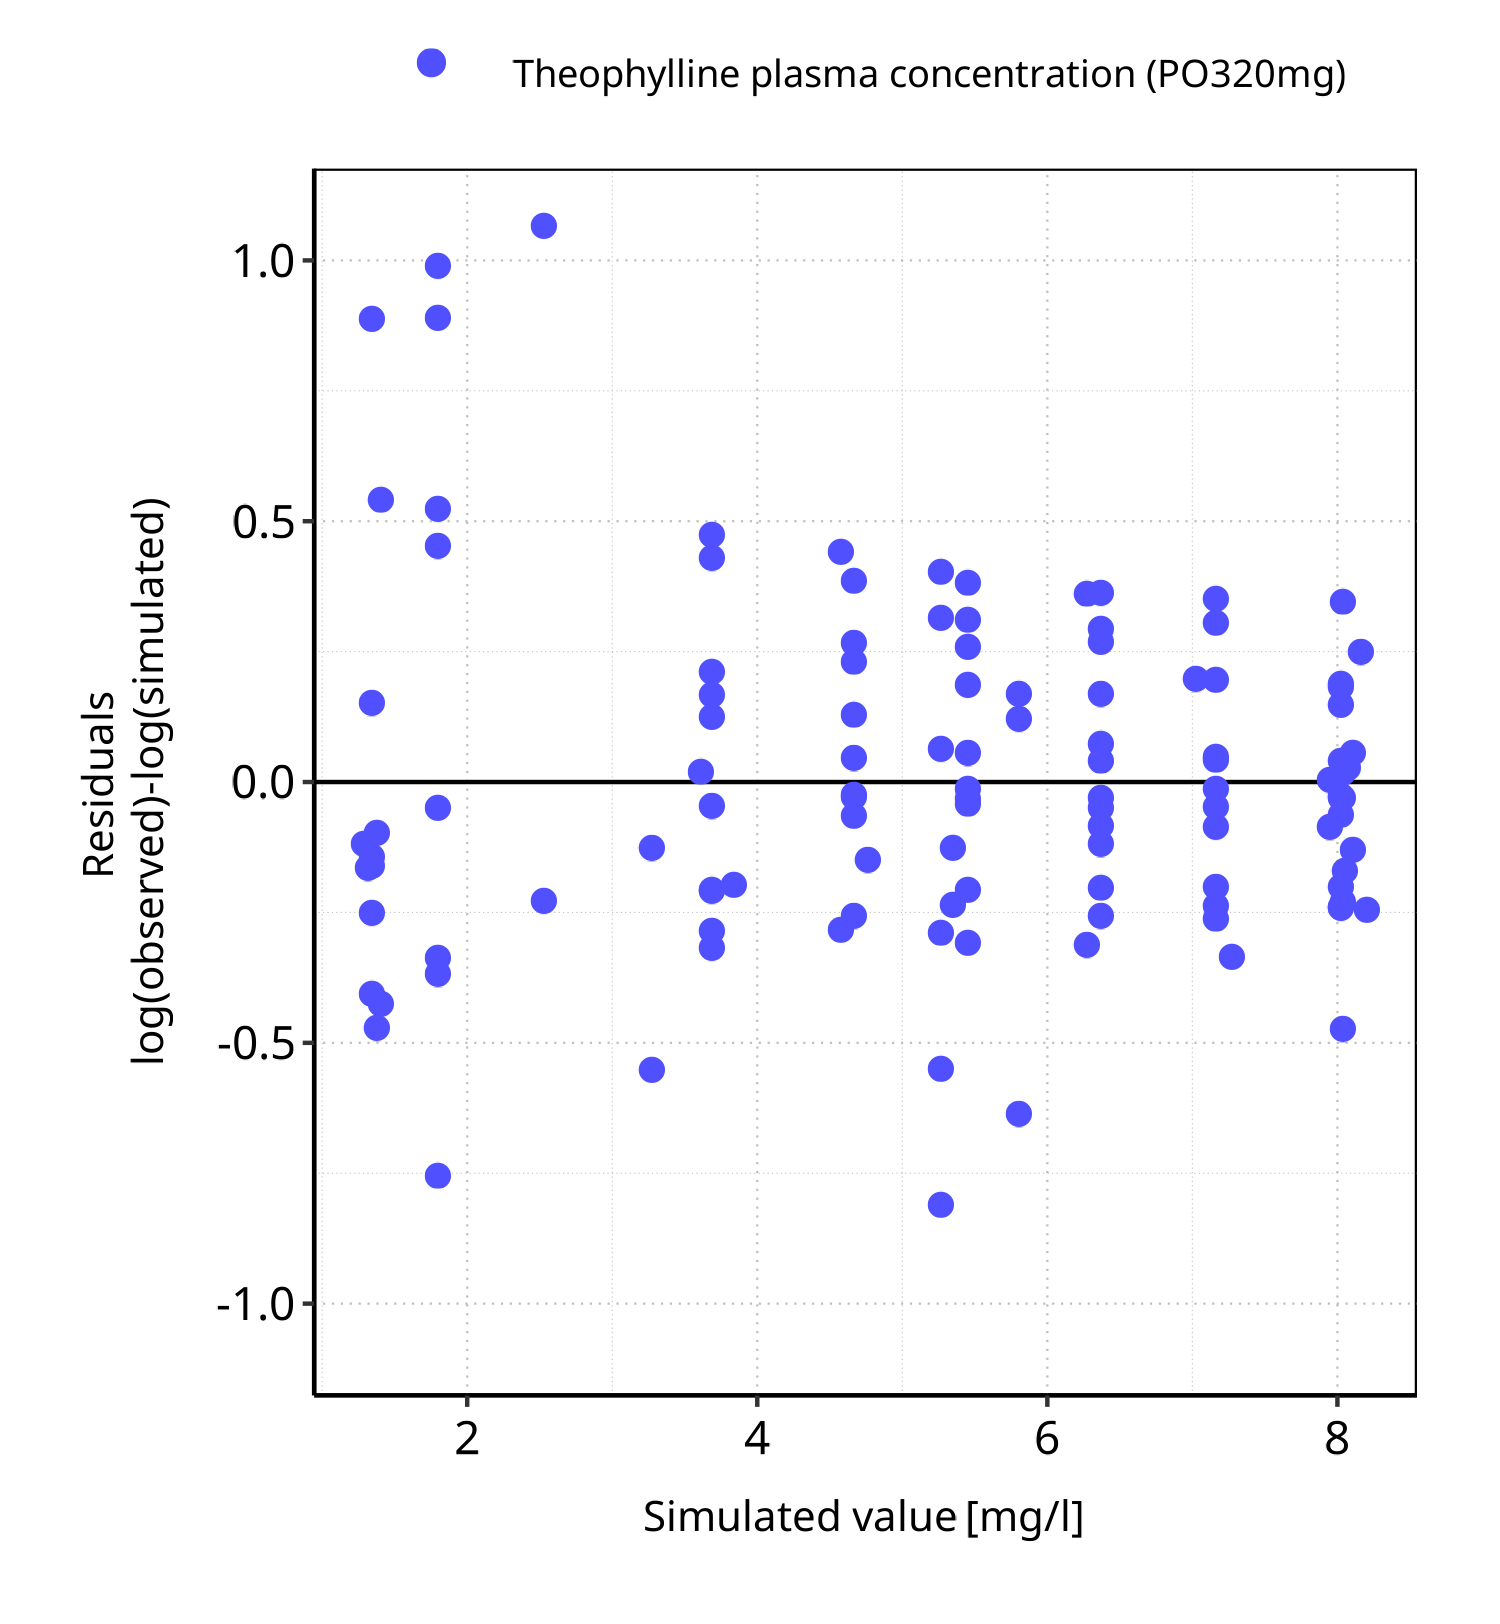 Theophylline plasma concentration (PO320mg)
Residuals
log(observed)-log(simulated)
1.0
0.5
0.0
-0.5
-1.0
2 4 6 8
Simulated value [mg/l]